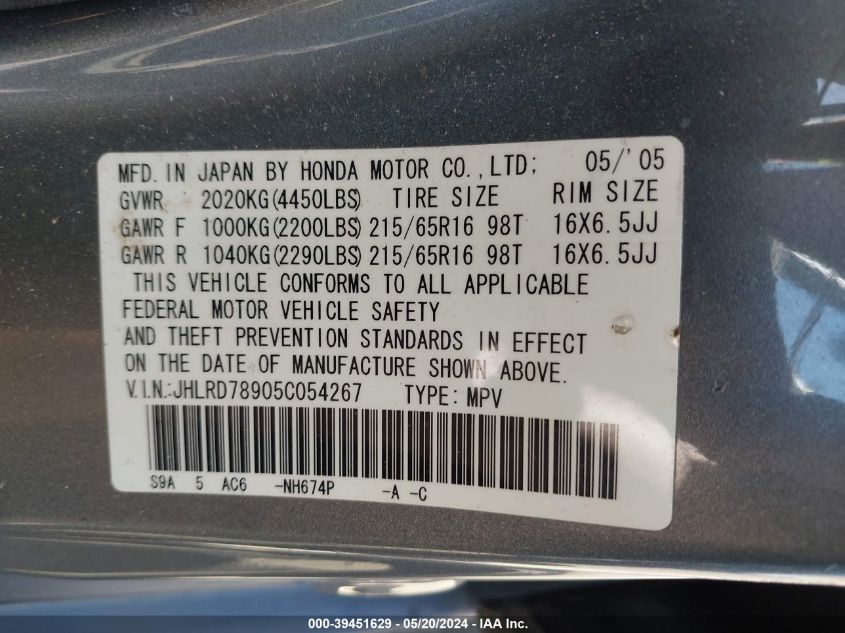 MFD. IN JAPAN BY HONDA MOTOR CO.,LTD; 05/'05
GVWR 2020KG(4450LBS) TIRE SIZE RIM SIZE
GAWR F 1000KG(2200LBS) 215/65R16 98T 16X6.5JJ
GAWR R 1040KG(2290LBS) 215/65R16 98T 16X6.5JJ
THIS VEHICLE CONFORMS TO ALL APPLICABLE
FEDERAL MOTOR VEHICLE SAFETY
AND THEFT PREVENTION STANDARDS IN EFFECT
ON THE DATE OF MANUFACTURE SHOWN ABOVE.
V.I.N.:JHLRD78905C054267 TYPE: MPV
S9A 5 AC6 -NH674P -A -C
000-39451629 - 05/20/2024 - IAA Inc.